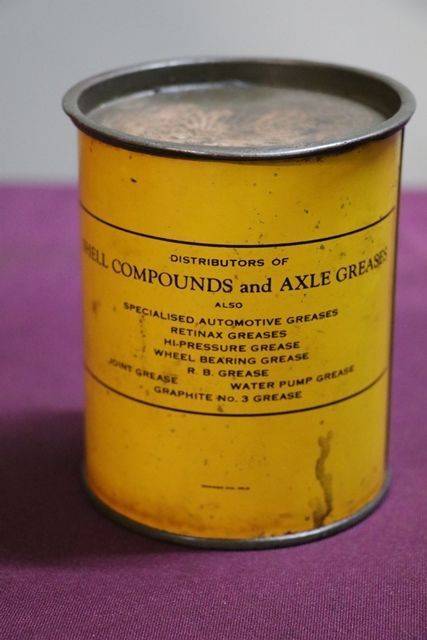 DISTRIBUTORS OF
HELL COMPOUNDS and AXLE GREASES
ALSO
SPECIALISED AUTOMOTIVE GREASES
RETINAX GREASES
HI-PRESSURE GREASE
WHEEL BEARING GREASE
R. B. GREASE
JOINT GREASE WATER PUMP GREASE
GRAPHITE No. 3 GREASE